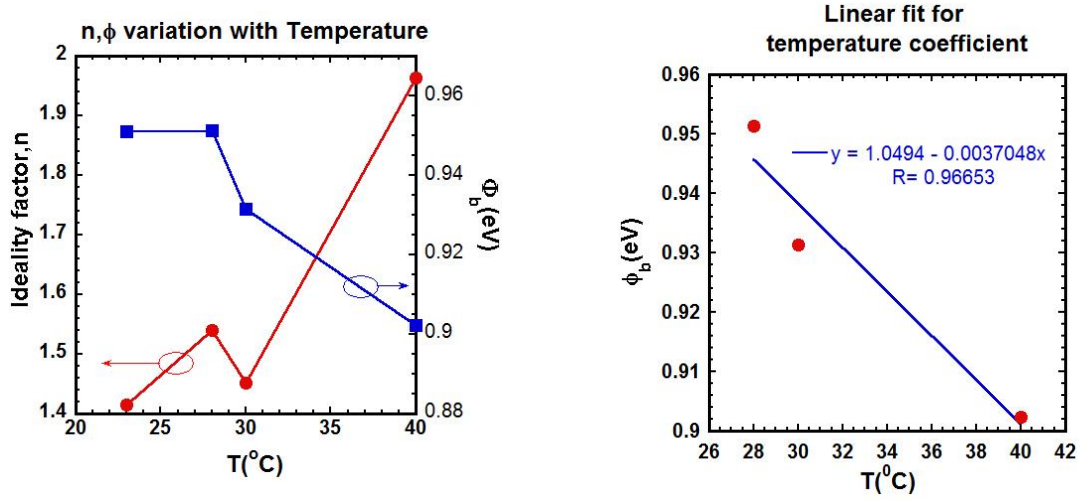 n,ϕ variation with Temperature
2
1.9
1.8
1.7
1.6
1.5
1.4
Ideality factor,n
0.96
0.94
0.92
0.9
0.88
Φb(eV)
20 25 30 35 40
T(°C)
Linear fit for
temperature coefficient
0.96
0.95
0.94
0.93
0.92
0.91
0.9
ϕb(eV)
y = 1.0494 - 0.0037048x
R= 0.96653
26 28 30 32 34 36 38 40 42
T(⁰C)